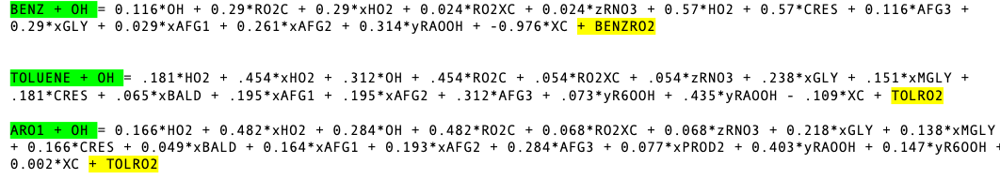 BENZ + OH = 0.116*OH + 0.29*RO2C + 0.29*xHO2 + 0.024*RO2XC + 0.024*zRNO3 + 0.57*HO2 + 0.57*CRES + 0.116*AFG3 +
0.29*xGLY + 0.029*xAFG1 + 0.261*xAFG2 + 0.314*yRAOOH + -0.976*XC + BENZRO2
TOLUENE + OH = .181*HO2 + .454*xHO2 + .312*OH + .454*RO2C + .054*RO2XC + .054*zRNO3 + .238*xGLY + .151*xMGLY +
.181*CRES + .065*xBALD + .195*xAFG1 + .195*xAFG2 + .312*AFG3 + .073*yR6OOH + .435*yRAOOH - .109*XC + TOLRO2
ARO1 + OH = 0.166*HO2 + 0.482*xHO2 + 0.284*OH + 0.482*RO2C + 0.068*RO2XC + 0.068*zRNO3 + 0.218*xGLY + 0.138*xMGLY
+ 0.166*CRES + 0.049*xBALD + 0.164*xAFG1 + 0.193*xAFG2 + 0.284*AFG3 + 0.077*xPROD2 + 0.403*yRAOOH + 0.147*yR6OOH +
0.002*XC + TOLRO2